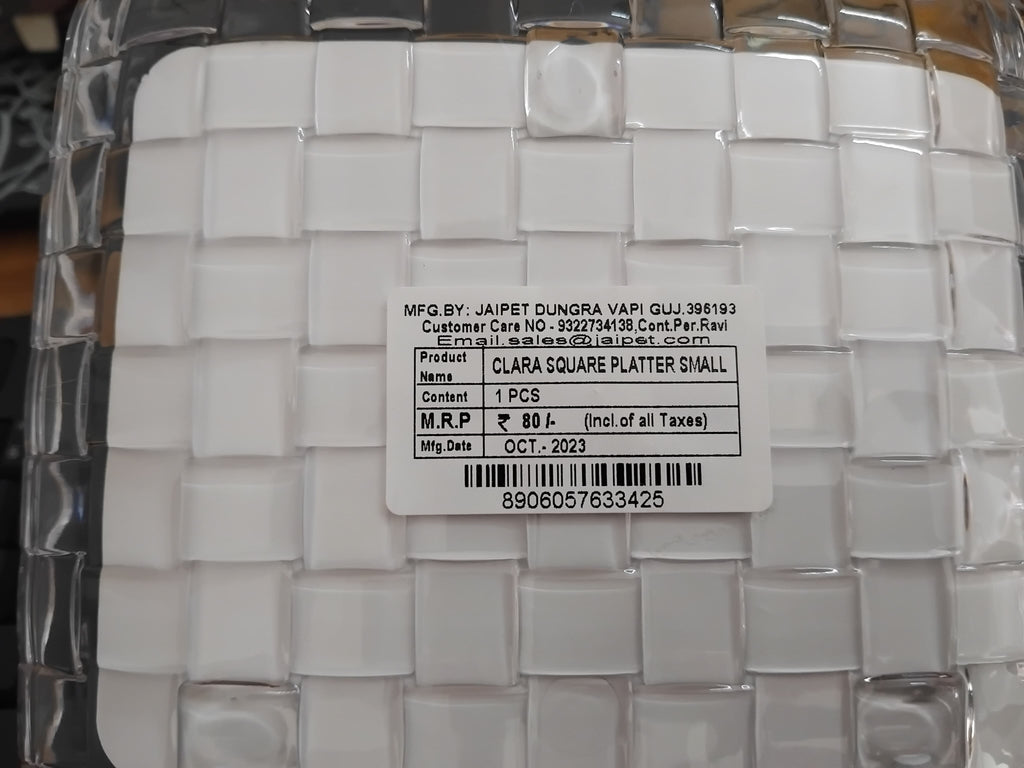 MFG.BY: JAIPET DUNGRA VAPI GUJ.396193
Customer Care NO - 9322734138,Cont.Per.Ravi
Email.sales@jaipet.com
Product Name CLARA SQUARE PLATTER SMALL
Content 1 PCS
M.R.P ₹ 80/- (Incl.of all Taxes)
Mfg.Date OCT.- 2023
8906057633425